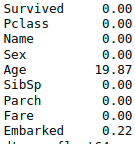 Survived 0.00
Pclass 0.00
Name 0.00
Sex 0.00
Age 19.87
SibSp 0.00
Parch 0.00
Fare 0.00
Embarked 0.22